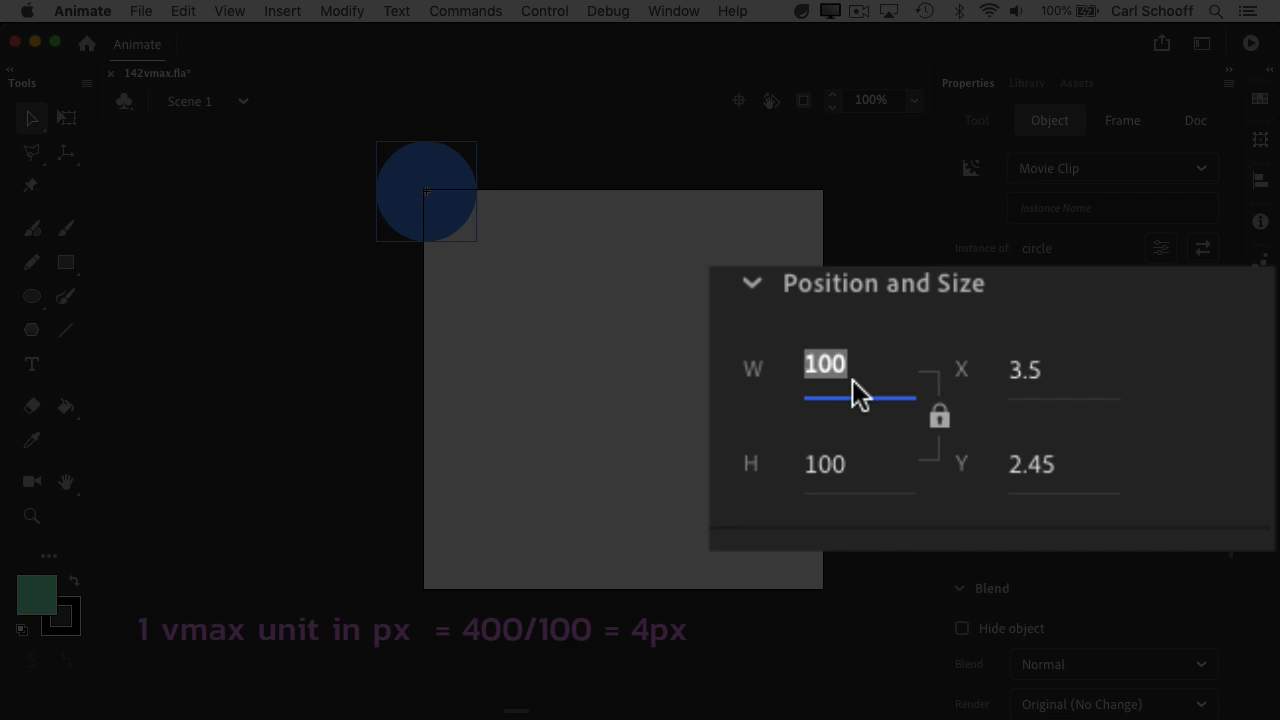 Animate File Edit View Insert Modify Text Commands Control Debug Window Help 100% Carl Schooff
Animate
142vmax.fla*
Tools
Scene 1
100%
Properties Library Assets
Tool Object Frame Doc
Movie Clip
Instance Name
Instance of: circle
Position and Size
W 100 X 3.5
H 100 Y 2.45
1 vmax unit in px = 400/100 = 4px
Blend
Hide object
Blend Normal
Render Original (No Change)